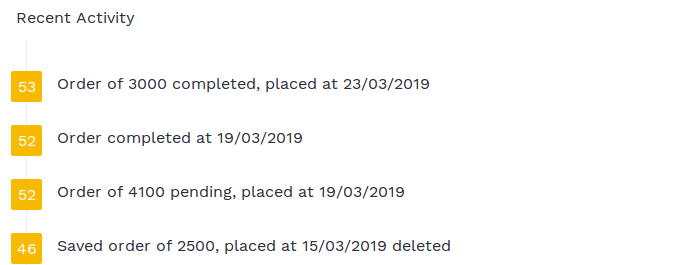 Recent Activity
53 Order of 3000 completed, placed at 23/03/2019
52 Order completed at 19/03/2019
52 Order of 4100 pending, placed at 19/03/2019
46 Saved order of 2500, placed at 15/03/2019 deleted